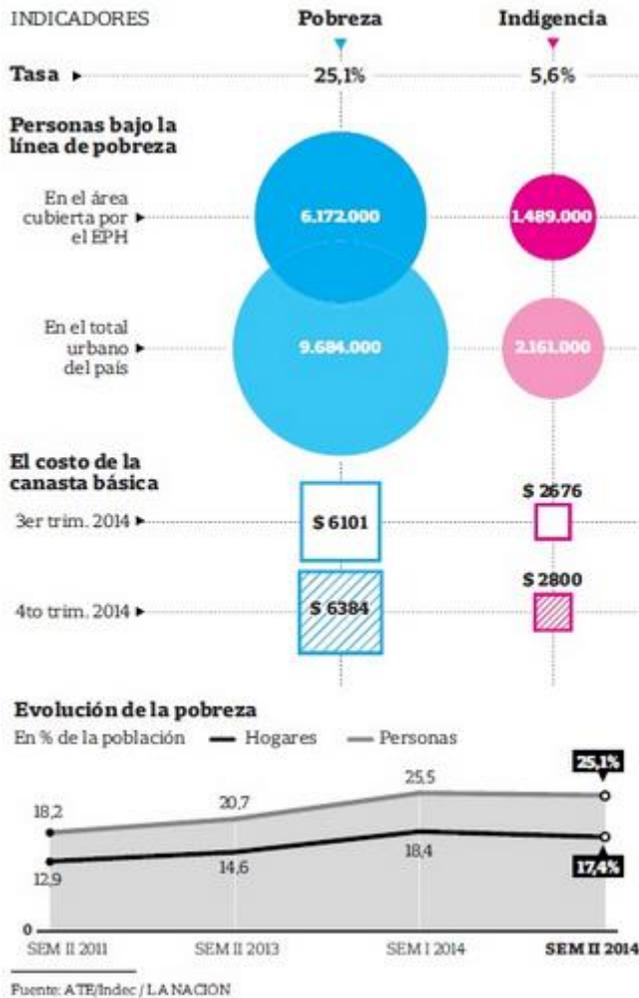 INDICADORES Pobreza Indigencia
Tasa 25,1% 5,6%
Personas bajo la
línea de pobreza
En el área
cubierta por
el EPH
6.172.000 1.489.000
En el total
urbano
del país
9.684.000 2.161.000
El costo de la
canasta básica
3er trim. 2014 $ 6101 $ 2676
4to trim. 2014 $ 6384 $ 2800
Evolución de la pobreza
En % de la población Hogares Personas
18,2 20,7 25,5 25,1%
12,9 14,6 18,4 17,4%
0
SEM II 2011 SEM II 2013 SEM I 2014 SEM II 2014
Fuente: ATE/Indec / LA NACION